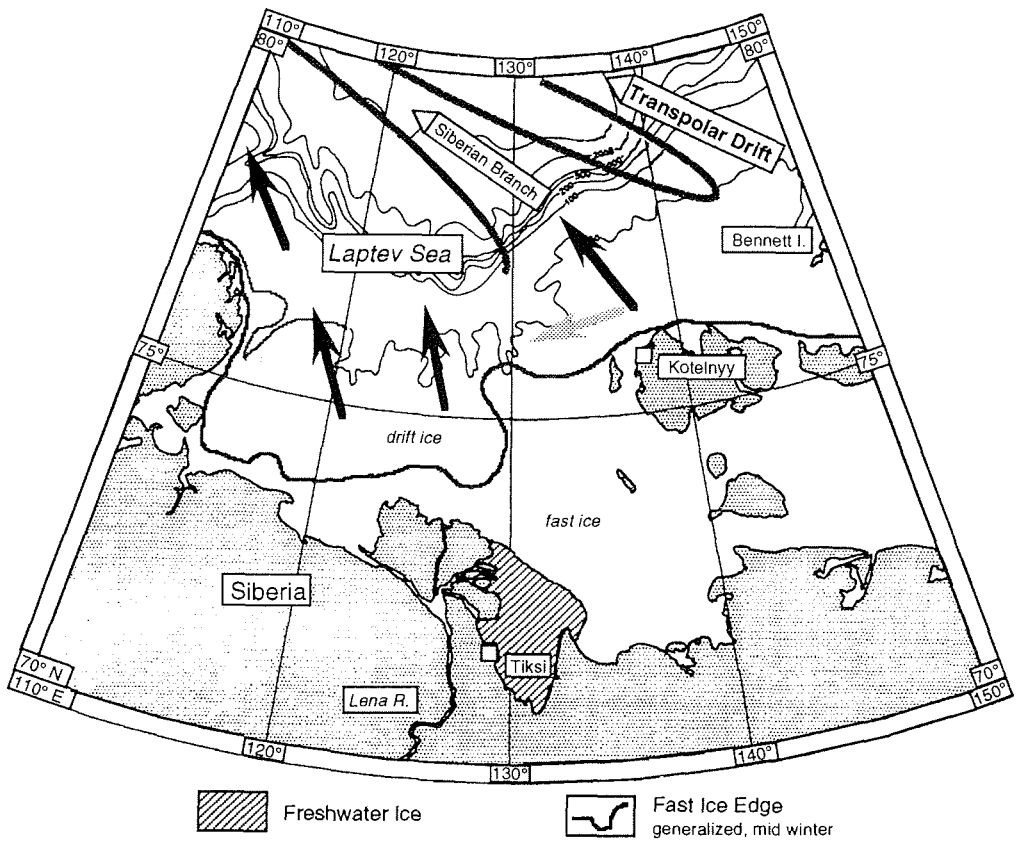 110°
150°
80°
120°
130°
140°
80°
Transpolar Drift
Siberian Branch
200
100
Bennett I.
Laptev Sea
75°
75°
Kotelnyy
drift ice
fast ice
Siberia
Tiksi
Lena R.
70° N
110° E
70°
150°
120°
140°
130°
Freshwater Ice
Fast Ice Edge
generalized, mid winter